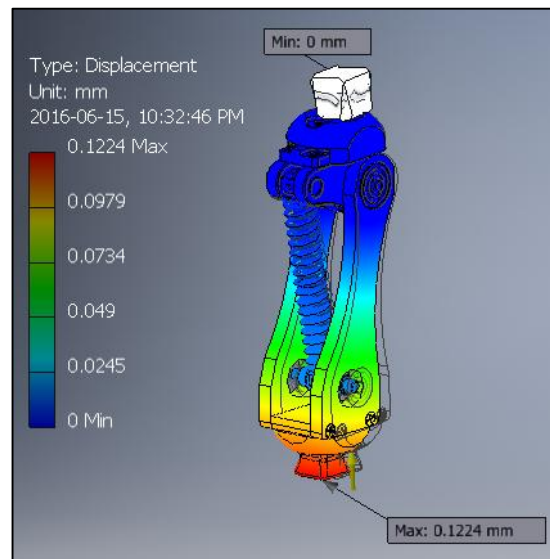 Min: 0 mm
Type: Displacement
Unit: mm
2016-06-15, 10:32:46 PM
0.1224 Max
0.0979
0.0734
0.049
0.0245
0 Min
Max: 0.1224 mm